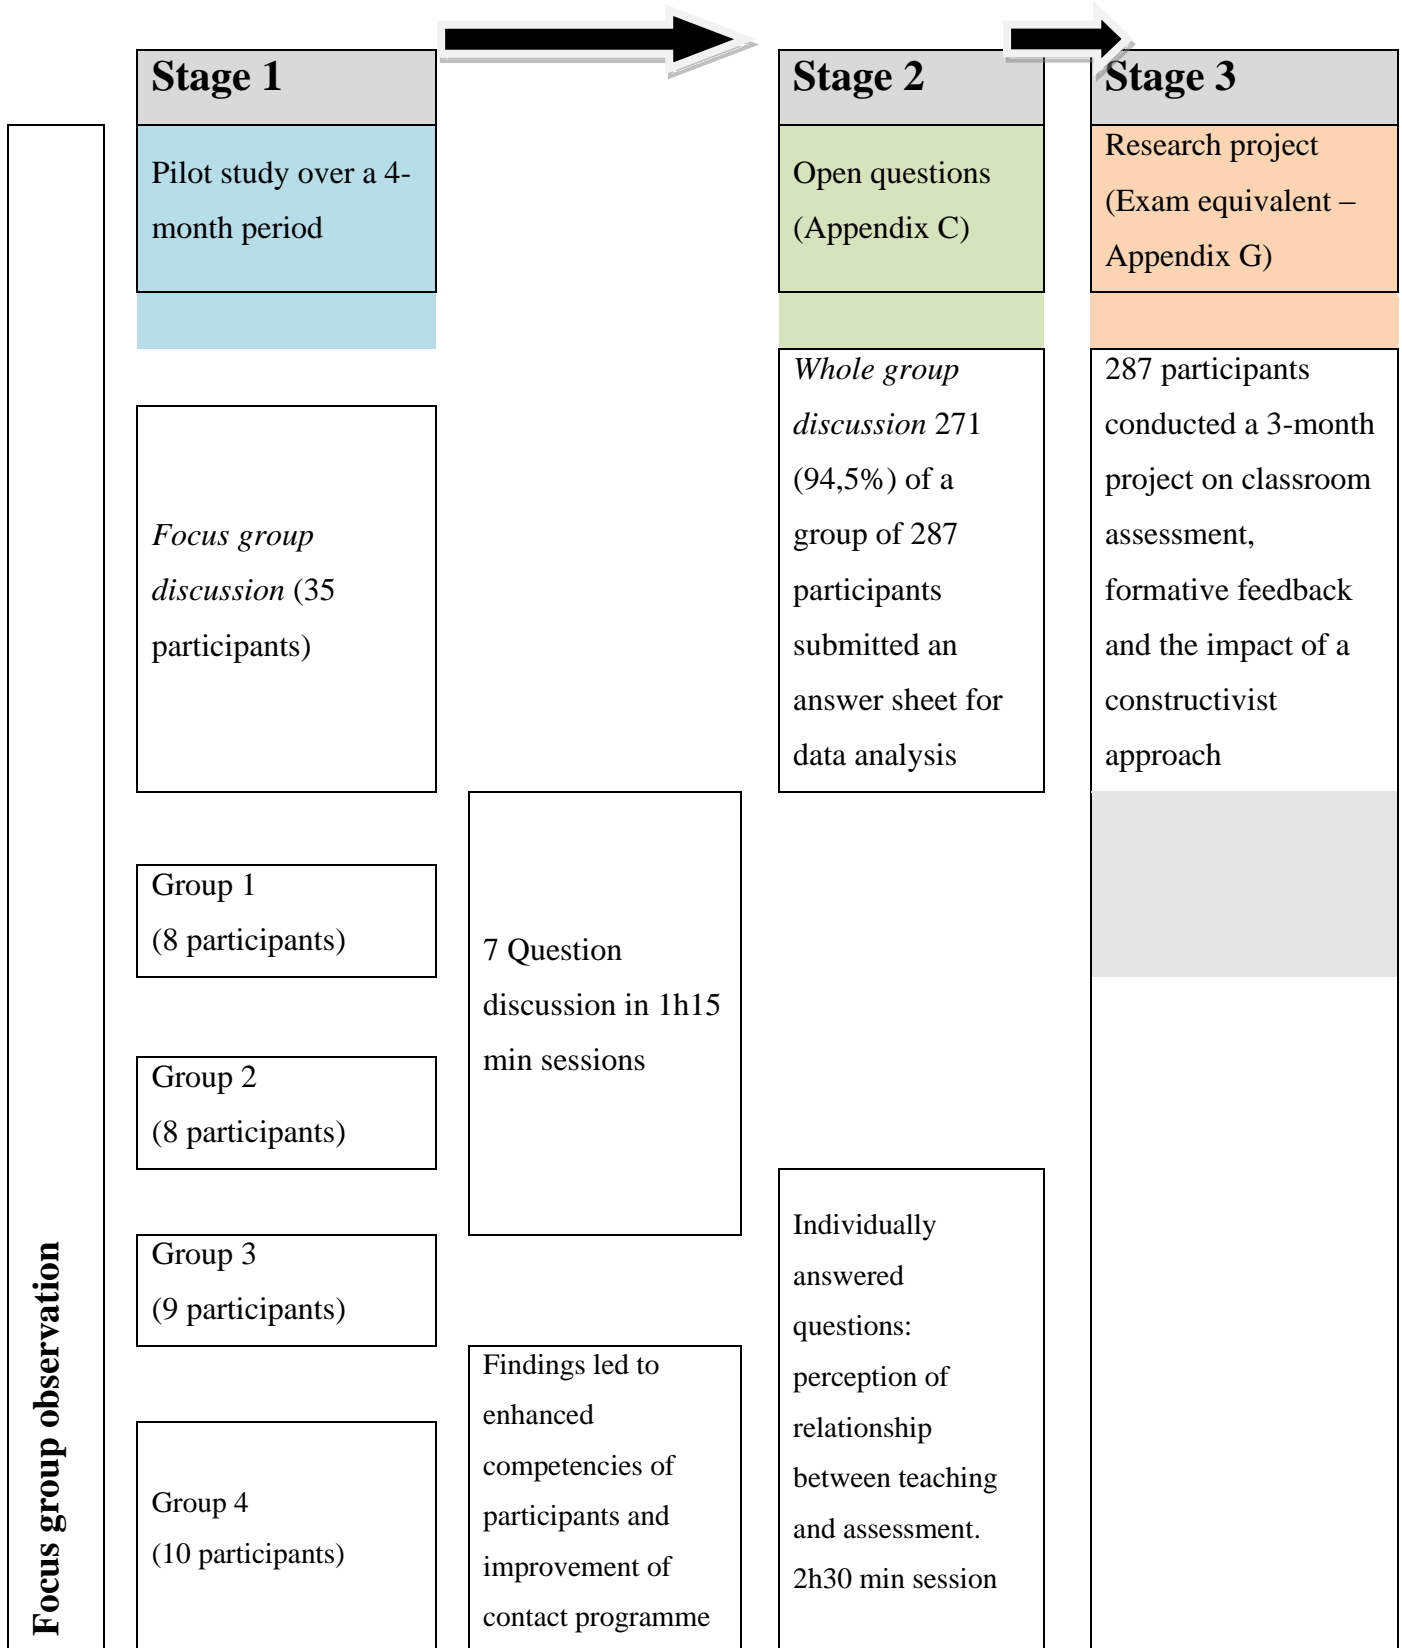 Stage 1
Stage 2
Stage 3
Pilot study over a 4-
month period
Open questions
(Appendix C)
Research project
(Exam equivalent –
Appendix G)
Focus group
discussion (35
participants)
Whole group
discussion 271
(94,5%) of a
group of 287
participants
submitted an
answer sheet for
data analysis
287 participants
conducted a 3-month
project on classroom
assessment,
formative feedback
and the impact of a
constructivist
approach
Group 1
(8 participants)
Group 2
(8 participants)
Group 3
(9 participants)
Group 4
(10 participants)
7 Question
discussion in 1h15
min sessions
Findings led to
enhanced
competencies of
participants and
improvement of
contact programme
Individually
answered
questions:
perception of
relationship
between teaching
and assessment.
2h30 min session
Focus group observation